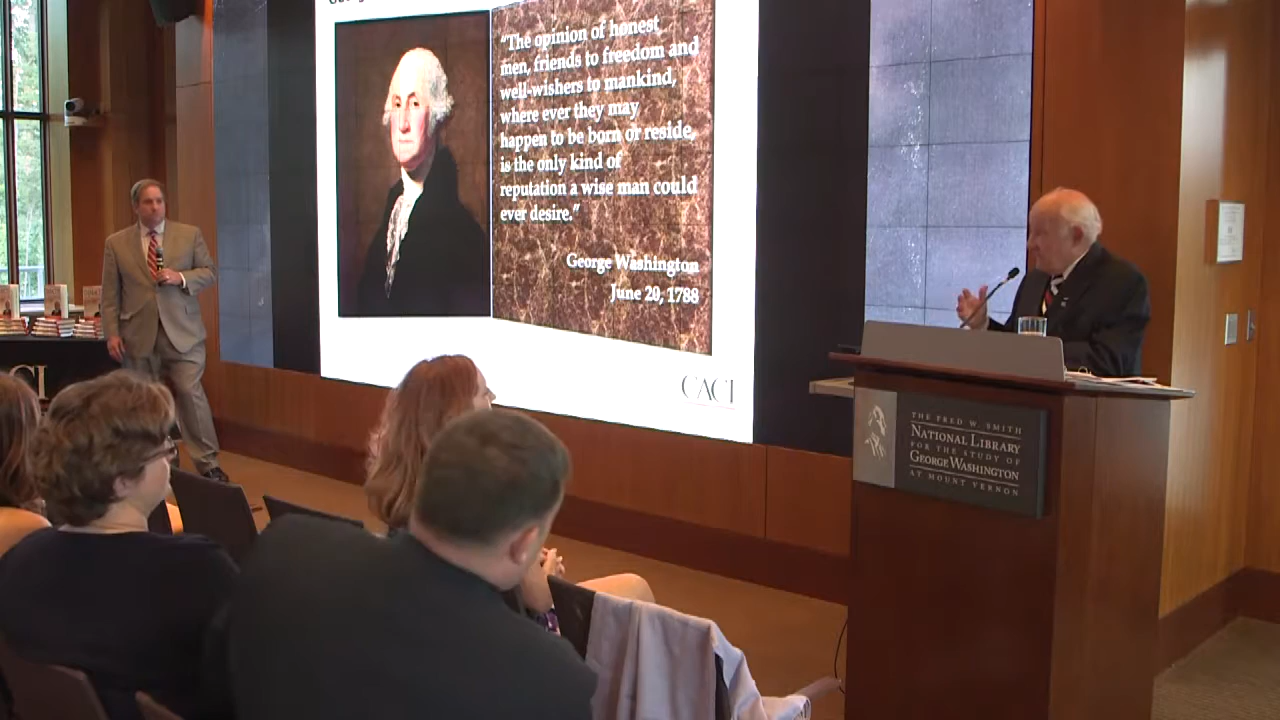 “The opinion of honest
men, friends to freedom and
well-wishers to mankind,
where ever they may
happen to be born or reside,
is the only kind of
reputation a wise man could
ever desire.”
George Washington
June 20, 1788
CACI
THE FRED W. SMITH
NATIONAL LIBRARY
FOR THE STUDY OF
GEORGE WASHINGTON
AT MOUNT VERNON